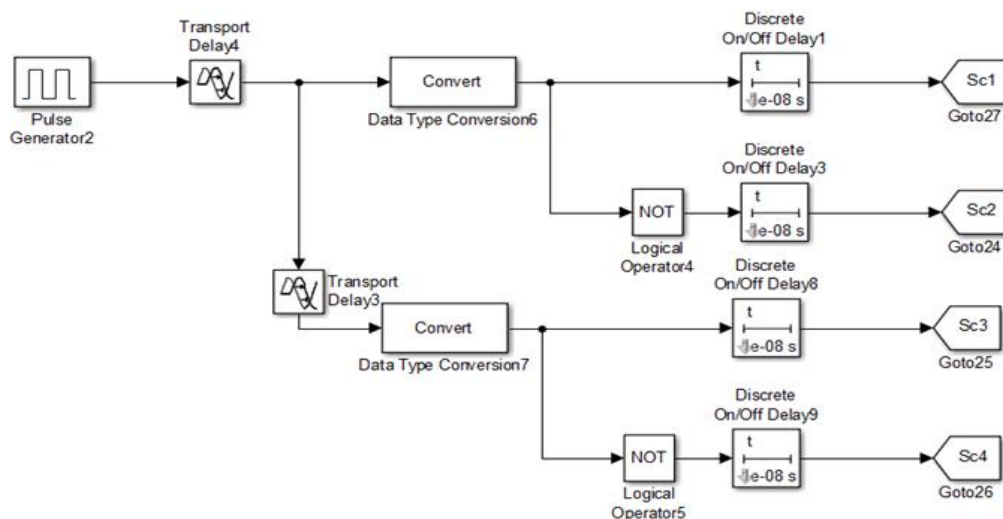 Transport
Delay4
Pulse
Generator2
Convert
Data Type Conversion6
Discrete
On/Off Delay1
t
e-08 s
Sc1
Goto27
NOT
Logical
Operator4
Discrete
On/Off Delay3
t
e-08 s
Sc2
Goto24
Transport
Delay3
Convert
Data Type Conversion7
Discrete
On/Off Delay8
t
e-08 s
Sc3
Goto25
NOT
Logical
Operator5
Discrete
On/Off Delay9
t
e-08 s
Sc4
Goto26